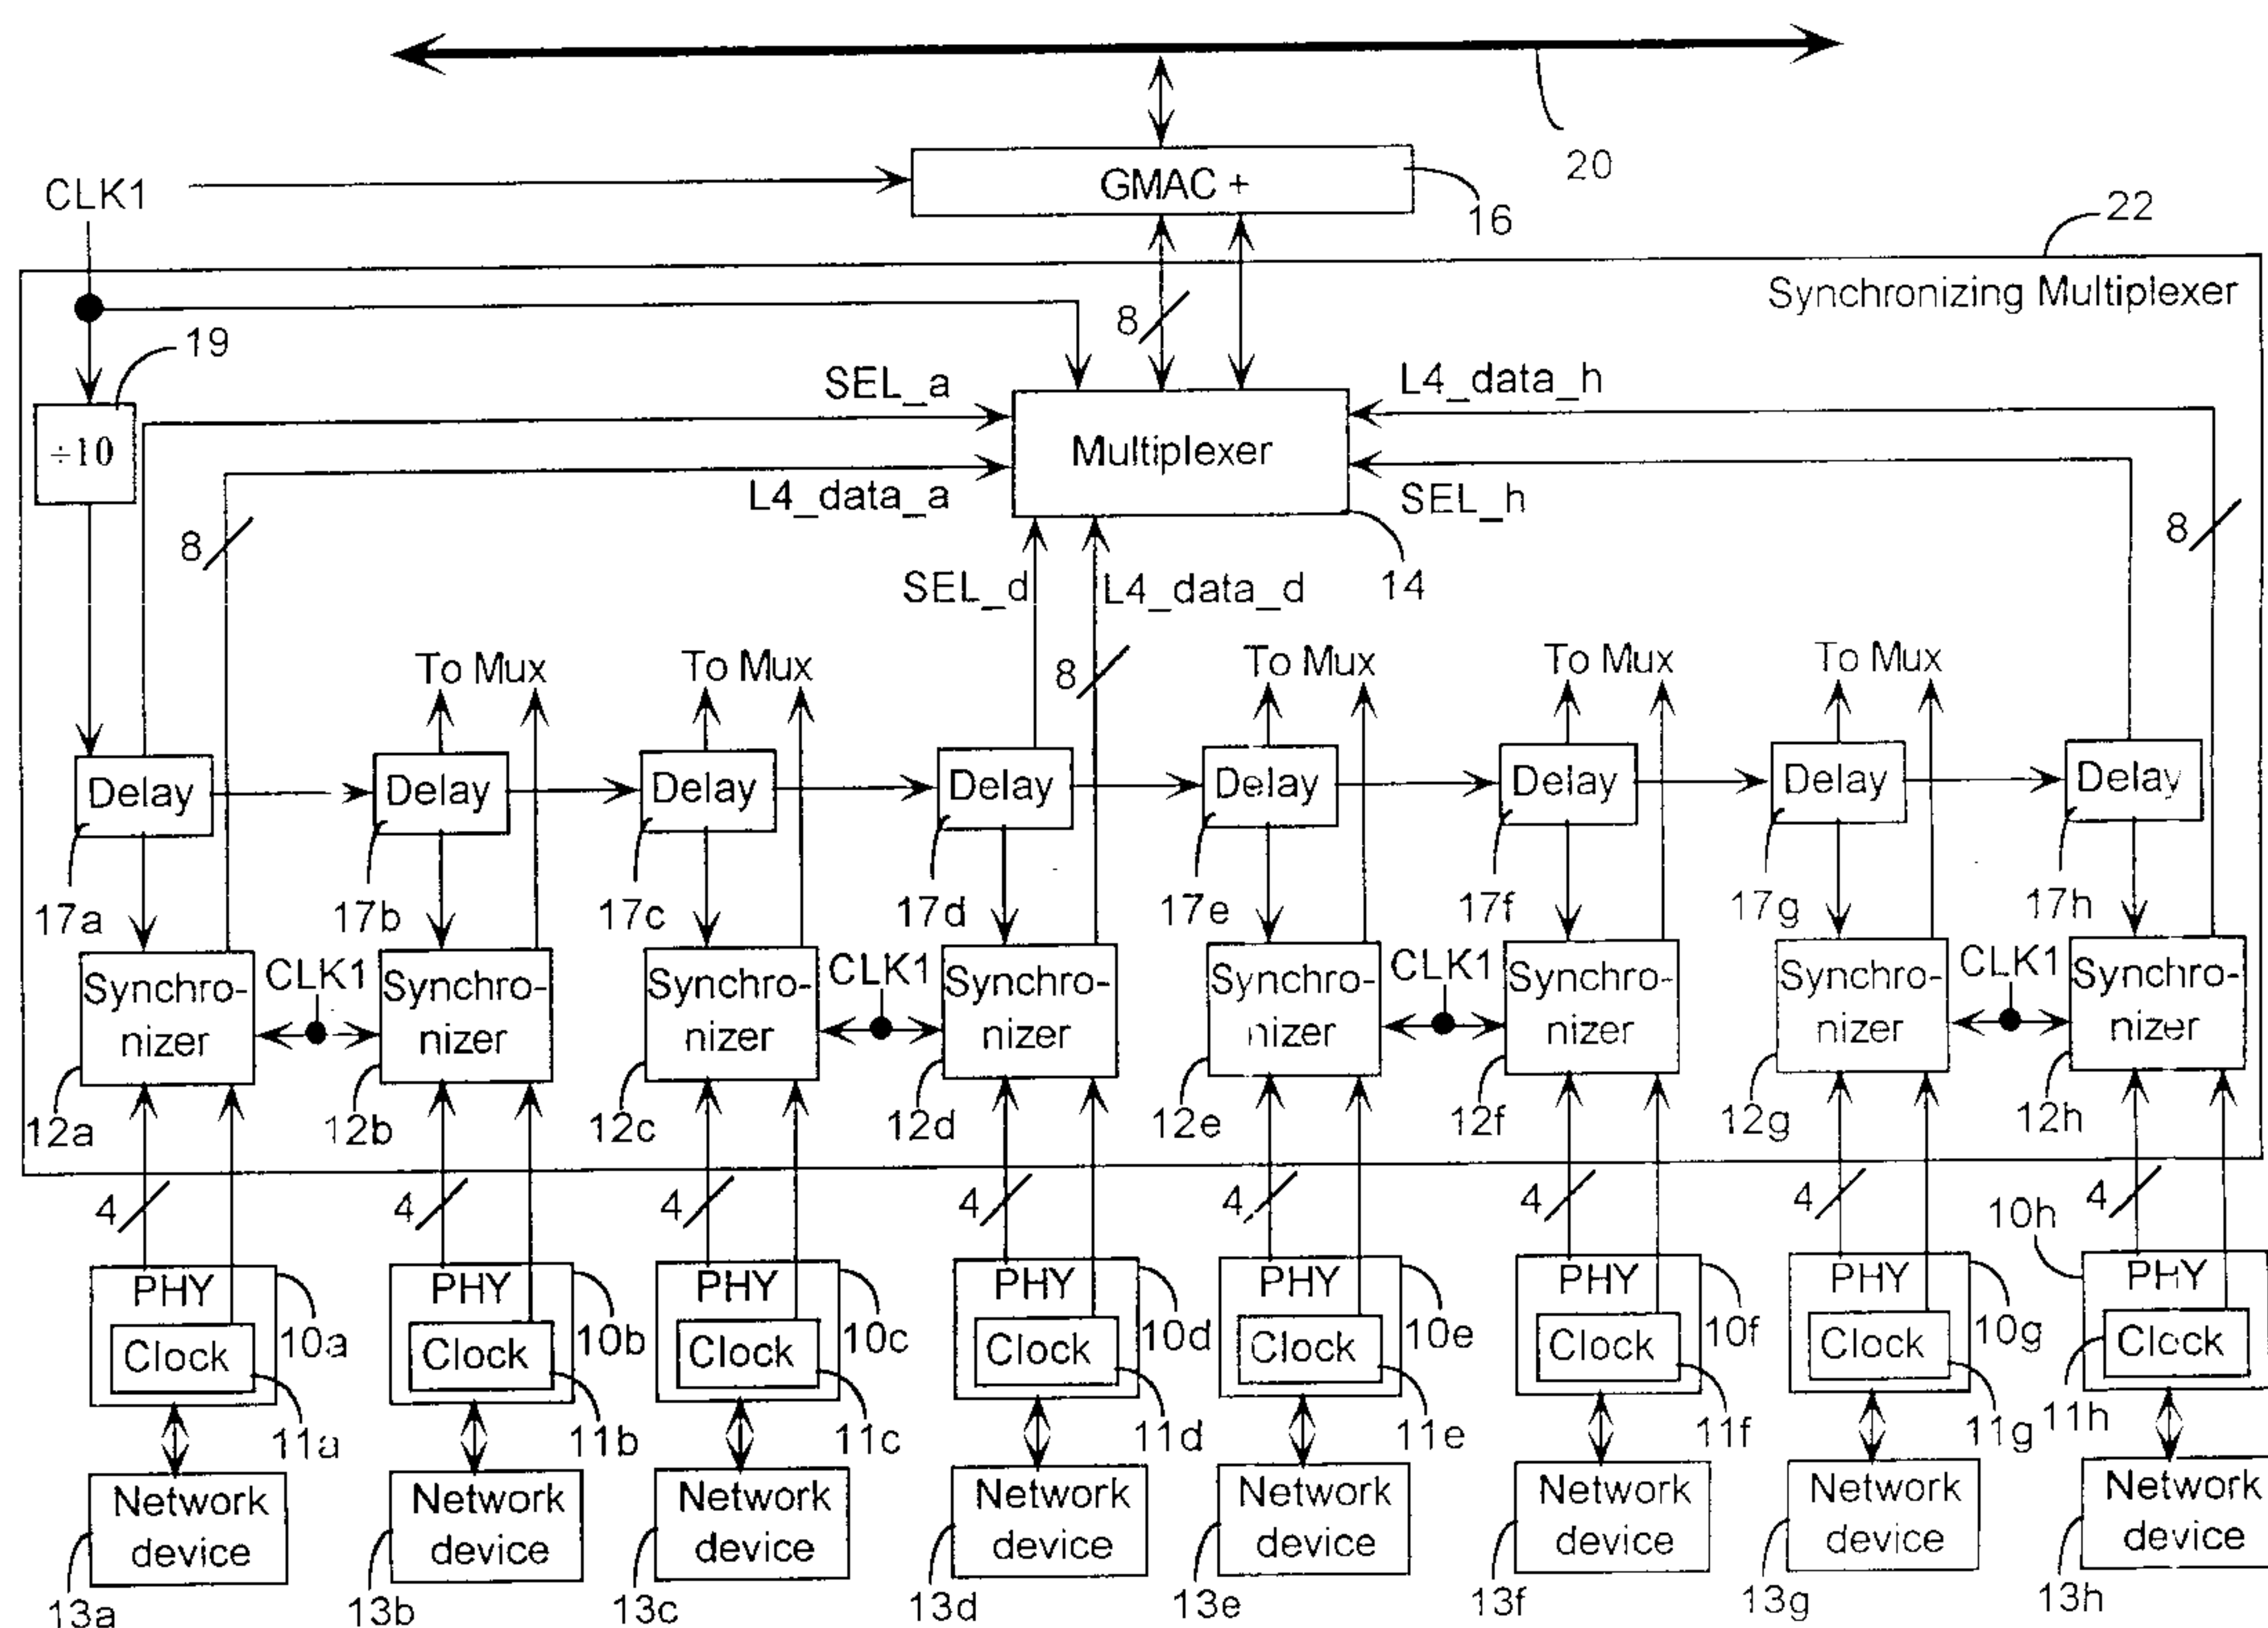 20
CLK1
GMAC +
16
22
Synchronizing Multiplexer
8
19
÷10
SEL_a
L4_data_h
Multiplexer
L4_data_a
SEL_h
8
8
SEL_d
L4_data_d
14
To Mux
To Mux
8
To Mux
To Mux
To Mux
Delay
Delay
Delay
Delay
Delay
Delay
Delay
Delay
17a
17b
17c
17d
17e
17f
17g
17h
Synchro-
nizer
CLK1
Synchro-
nizer
Synchro-
nizer
CLK1
Synchro-
nizer
Synchro-
nizer
CLK1
Synchro-
nizer
Synchro-
nizer
CLK1
Synchro-
nizer
12a
12b
12c
12d
12e
12f
12g
12h
4
4
4
4
4
4
4
4
10h
PHY
PHY
PHY
PHY
PHY
PHY
PHY
PHY
10a
10b
10c
10d
10e
10f
10g
Clock
Clock
Clock
Clock
Clock
Clock
Clock
Clock
11a
11b
11c
11d
11e
11f
11g
11h
Network
device
Network
device
Network
device
Network
device
Network
device
Network
device
Network
device
Network
device
13a
13b
13c
13d
13e
13f
13g
13h